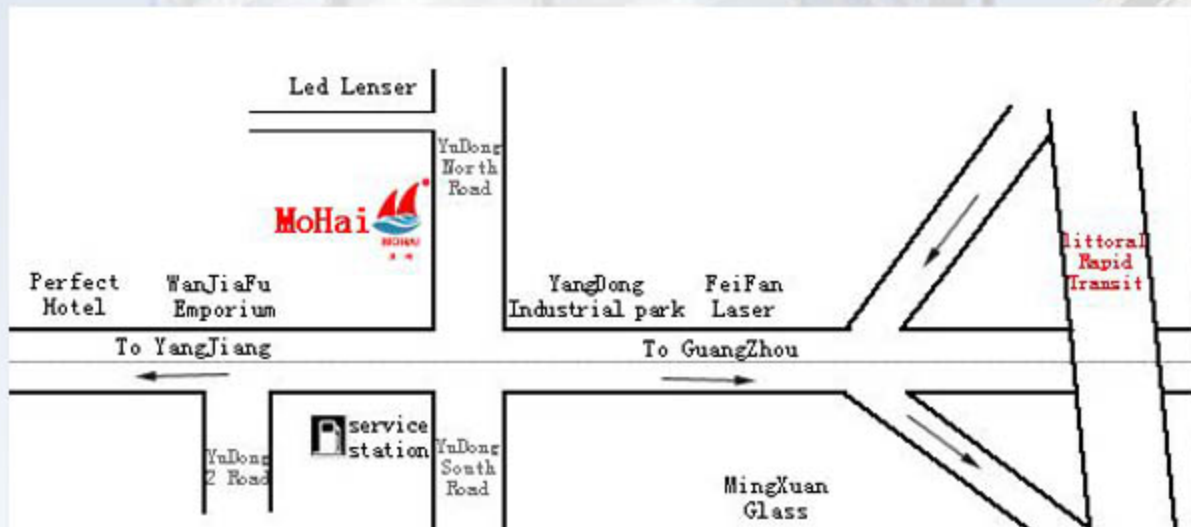 Led Lenser
YuDong
North
Road
MoHai
MOHAI
littoral
Rapid
Transit
Perfect
Hotel
WanJiaFu
Emporium
YangDong
Industrial park
FeiFan
Laser
To YangJiang
To GuangZhou
service
station
YuDong
2 Road
YuDong
South
Road
MingXuan
Glass